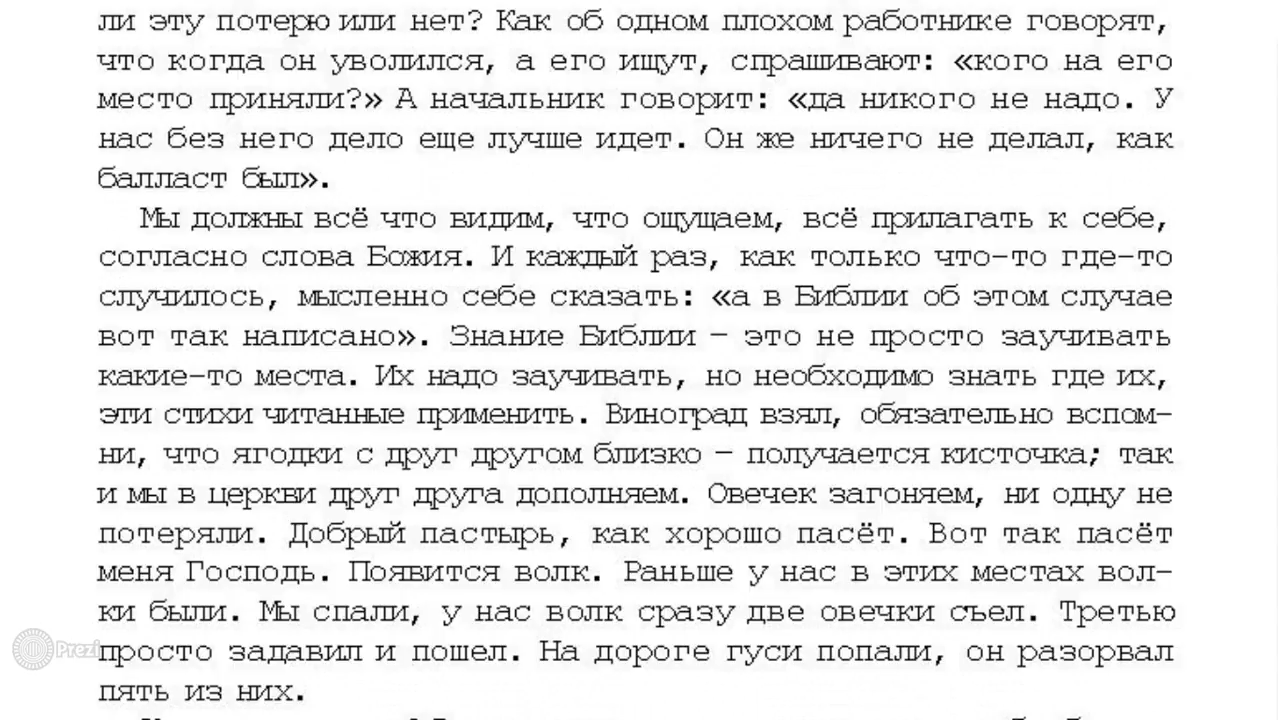 ли эту потерю или нет? Как об одном плохом работнике говорят,
что когда он уволился, а его ищут, спрашивают: «кого на его
место приняли?» А начальник говорит: «да никого не надо. У
нас без него дело еще лучше идет. Он же ничего не делал, как
балласт был».
Мы должны всё что видим, что ощущаем, всё прилагать к себе,
согласно слова Божия. И каждый раз, как только что-то где-то
случилось, мысленно себе сказать: «а в Библии об этом случае
вот так написано». Знание Библии – это не просто заучивать
какие-то места. Их надо заучивать, но необходимо знать где их,
эти стихи читанные применить. Виноград взял, обязательно вспом-
ни, что ягодки с друг другом близко – получается кисточка; так
и мы в церкви друг друга дополняем. Овечек загоняем, ни одну не
потеряли. Добрый пастырь, как хорошо пасёт. Вот так пасёт
меня Господь. Появится волк. Раньше у нас в этих местах вол-
ки были. Мы спали, у нас волк сразу две овечки съел. Третью
просто задавил и пошел. На дороге гуси попали, он разорвал
пять из них.
Prezi